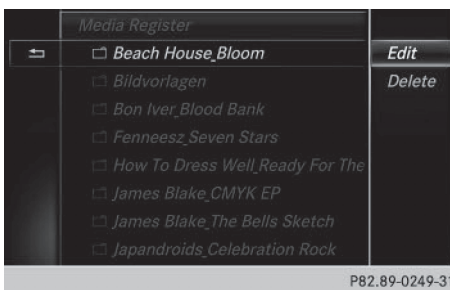 Media Register
Beach House_Bloom
Edit
Bildvorlagen
Delete
Bon Iver_Blood Bank
Fenneesz_Seven Stars
How To Dress Well_Ready For The
James Blake_CMYK EP
James Blake_The Bells Sketch
Japandroids_Celebration Rock
P82.89-0249-31